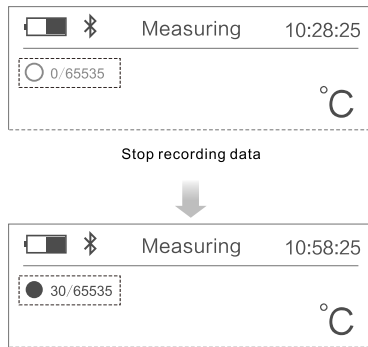 Measuring 10:28:25
0/65535
°C
Stop recording data
Measuring 10:58:25
30/65535
°C